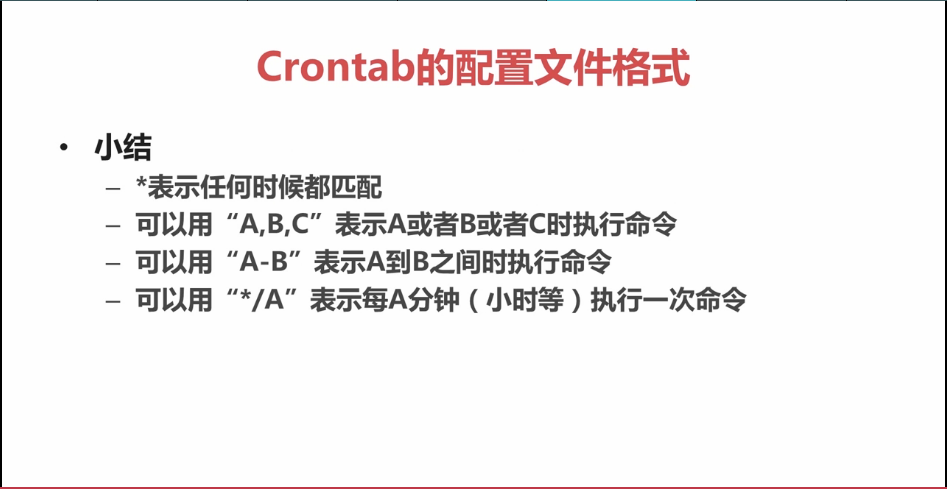 Crontab的配置文件格式
• 小结
– *表示任何时候都匹配
– 可以用“A,B,C”表示A或者B或者C时执行命令
– 可以用“A-B”表示A到B之间时执行命令
– 可以用“*/A”表示每A分钟（小时等）执行一次命令